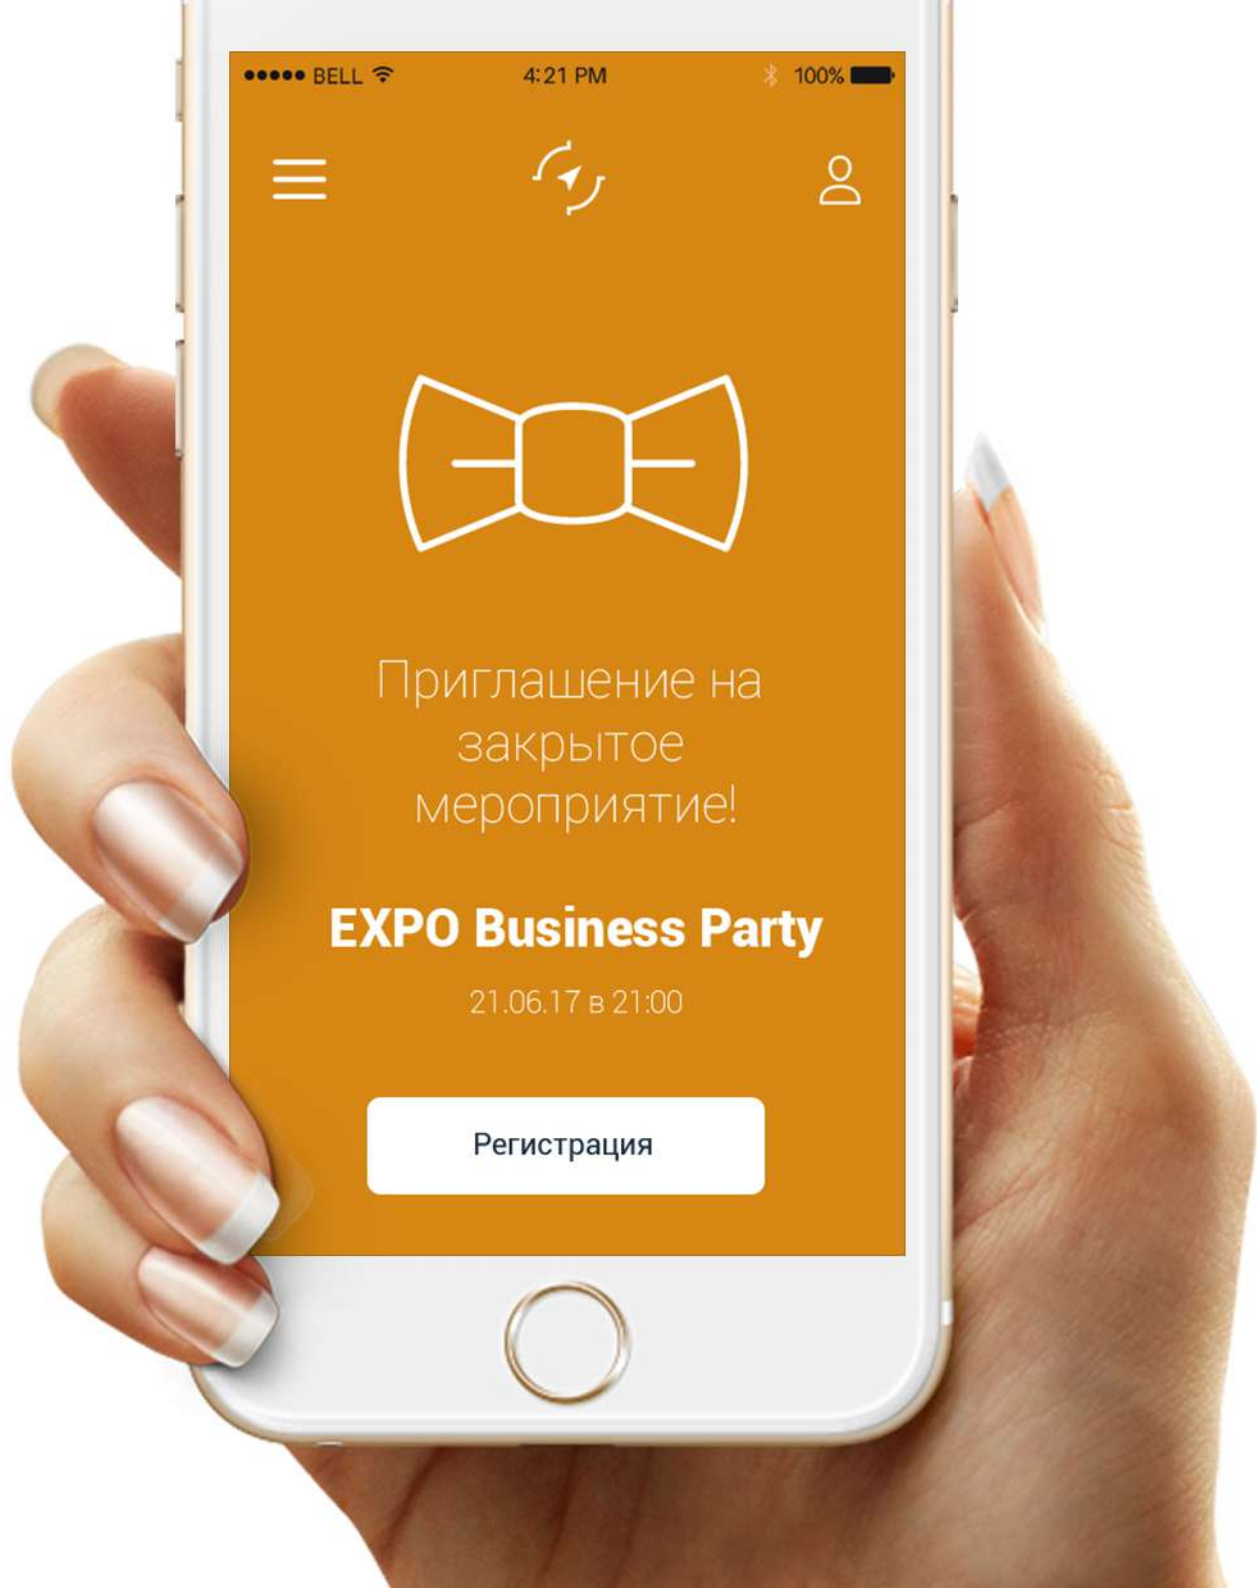 BELL 4:21 PM 100%
Приглашение на
закрытое
мероприятие!
EXPO Business Party
21.06.17 в 21:00
Регистрация